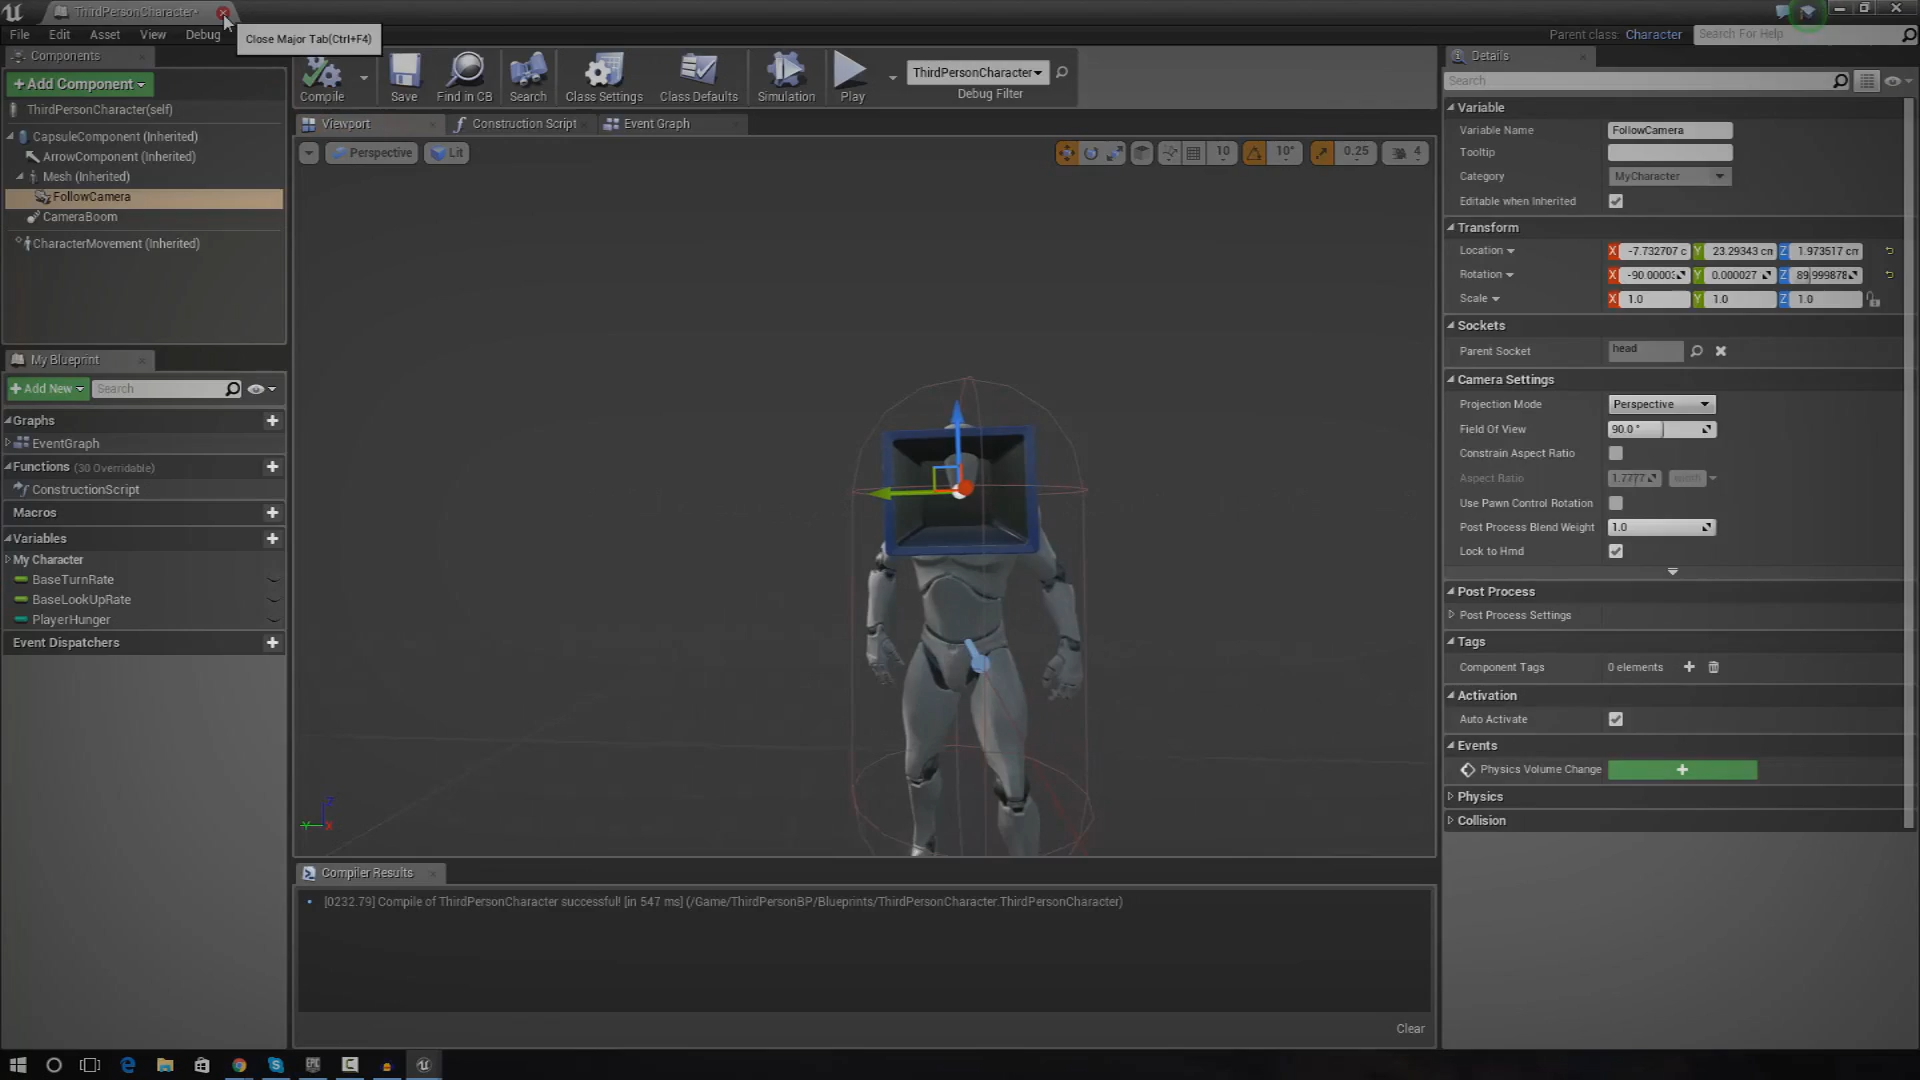 ThirdPersonCharacter*
Close Major Tab(Ctrl+F4)
File Edit Asset View Debug
Parent class: Character Search For Help
Components
+Add Component
ThirdPersonCharacter(self)
CapsuleComponent (Inherited)
ArrowComponent (Inherited)
Mesh (Inherited)
FollowCamera
CameraBoom
CharacterMovement (Inherited)
My Blueprint
+Add New Search
Graphs
EventGraph
Functions (30 Overridable)
ConstructionScript
Macros
Variables
My Character
BaseTurnRate
BaseLookUpRate
PlayerHunger
Event Dispatchers
Compile Save Find in CB Search Class Settings Class Defaults Simulation Play
ThirdPersonCharacter
Debug Filter
Viewport Construction Script Event Graph
Perspective Lit 10 10° 0.25 4
Z
Y X
Compiler Results
[0232.79] Compile of ThirdPersonCharacter successful! [in 547 ms] (/Game/ThirdPersonBP/Blueprints/ThirdPersonCharacter.ThirdPersonCharacter)
Clear
Details
Search
Variable
Variable Name FollowCamera
Tooltip
Category MyCharacter
Editable when Inherited
Transform
Location X -7.732707 c Y 23.29343 cm Z 1.973517 cm
Rotation X -90.00003 Y 0.000027 Z 89.999878
Scale X 1.0 Y 1.0 Z 1.0
Sockets
Parent Socket head
Camera Settings
Projection Mode Perspective
Field Of View 90.0 °
Constrain Aspect Ratio
Aspect Ratio 1.7777
Use Pawn Control Rotation
Post Process Blend Weight 1.0
Lock to Hmd
Post Process
Post Process Settings
Tags
Component Tags 0 elements
Activation
Auto Activate
Events
Physics Volume Change
Physics
Collision